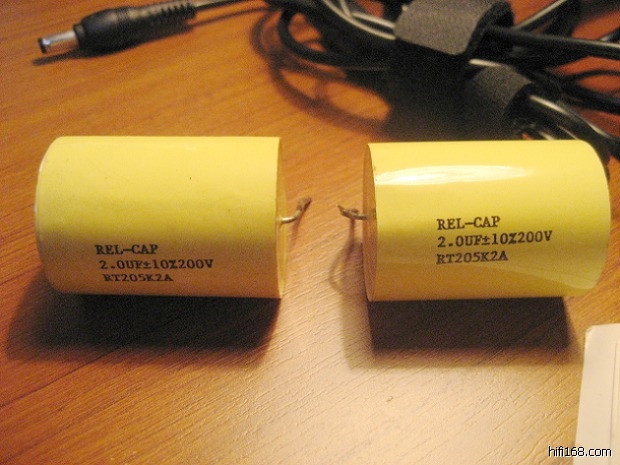 REL-CAP
2.0UF±10%200V
RT205K2A
REL-CAP
2.0UF±10%200V
RT205K2A
hifi168.com